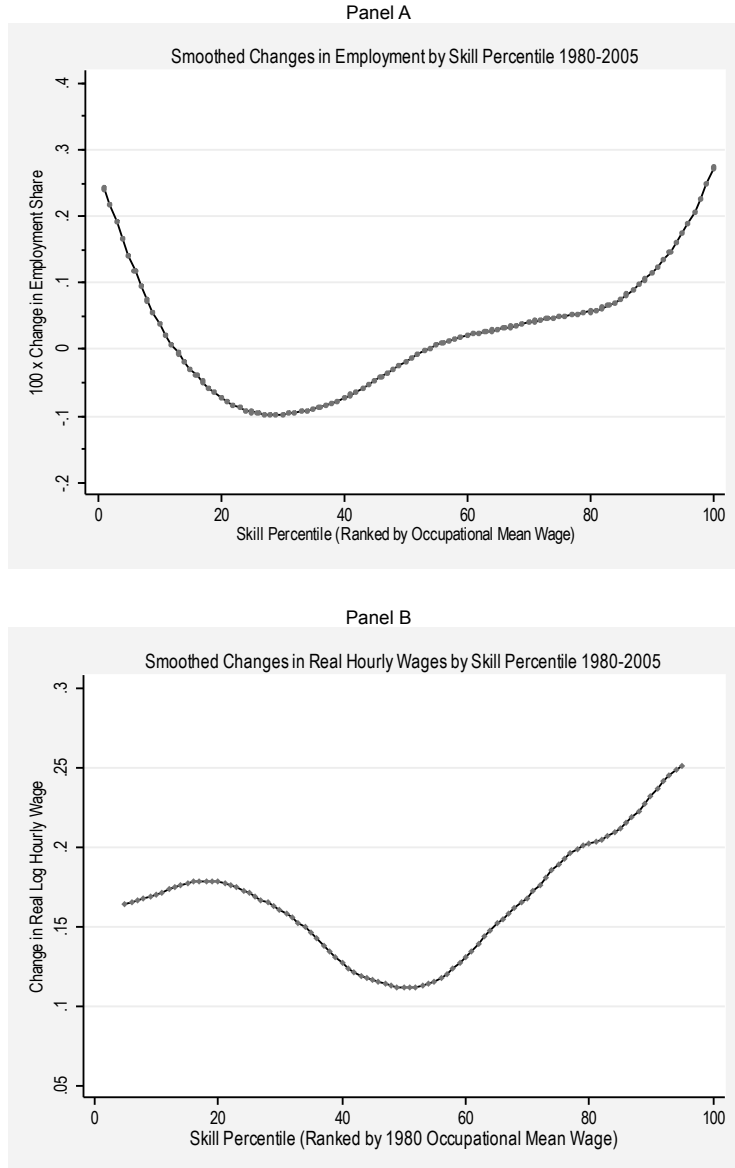 Panel A
Smoothed Changes in Employment by Skill Percentile 1980-2005
100 x Change in Employment Share
.4
.3
.2
.1
0
-.1
-.2
0 20 40 60 80 100
Skill Percentile (Ranked by Occupational Mean Wage)
Panel B
Smoothed Changes in Real Hourly Wages by Skill Percentile 1980-2005
Change in Real Log Hourly Wage
.3
.25
.2
.15
.1
.05
0 20 40 60 80 100
Skill Percentile (Ranked by 1980 Occupational Mean Wage)